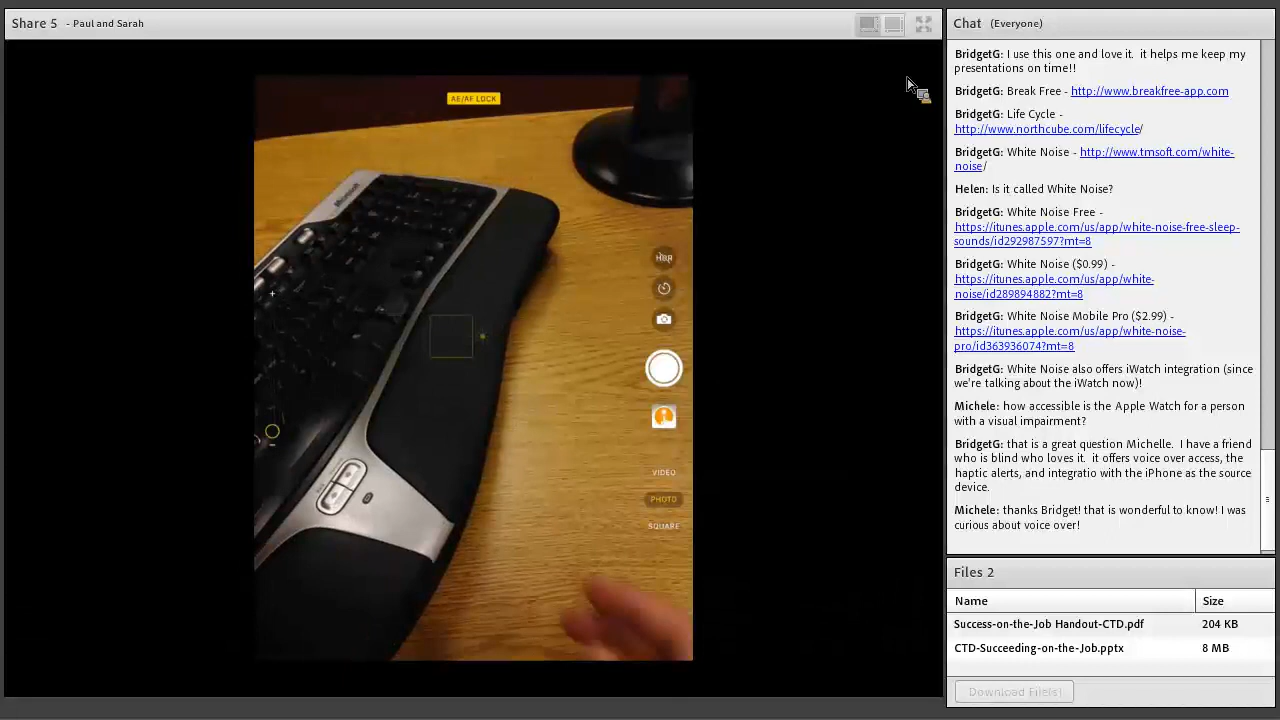 Share 5 - Paul and Sarah
AE/AF LOCK
Microsoft
HDR
VIDEO
PHOTO
SQUARE
Chat (Everyone)
BridgetG: I use this one and love it. it helps me keep my
presentations on time!!
BridgetG: Break Free - http://www.breakfree-app.com
BridgetG: Life Cycle -
http://www.northcube.com/lifecycle/
BridgetG: White Noise - http://www.tmsoft.com/white-
noise/
Helen: Is it called White Noise?
BridgetG: White Noise Free -
https://itunes.apple.com/us/app/white-noise-free-sleep-
sounds/id292987597?mt=8
BridgetG: White Noise ($0.99) -
https://itunes.apple.com/us/app/white-
noise/id289894882?mt=8
BridgetG: White Noise Mobile Pro ($2.99) -
https://itunes.apple.com/us/app/white-noise-
pro/id363936074?mt=8
BridgetG: White Noise also offers iWatch integration (since
we're talking about the iWatch now)!
Michele: how accessible is the Apple Watch for a person
with a visual impairment?
BridgetG: that is a great question Michelle. I have a friend
who is blind who loves it. it offers voice over access, the
haptic alerts, and integration with the iPhone as the source
device.
Michele: thanks Bridget! that is wonderful to know! I was
curious about voice over!
Files 2
Name Size
Success-on-the-Job Handout-CTD.pdf 204 KB
CTD-Succeeding-on-the-Job.pptx 8 MB
Download File(s)